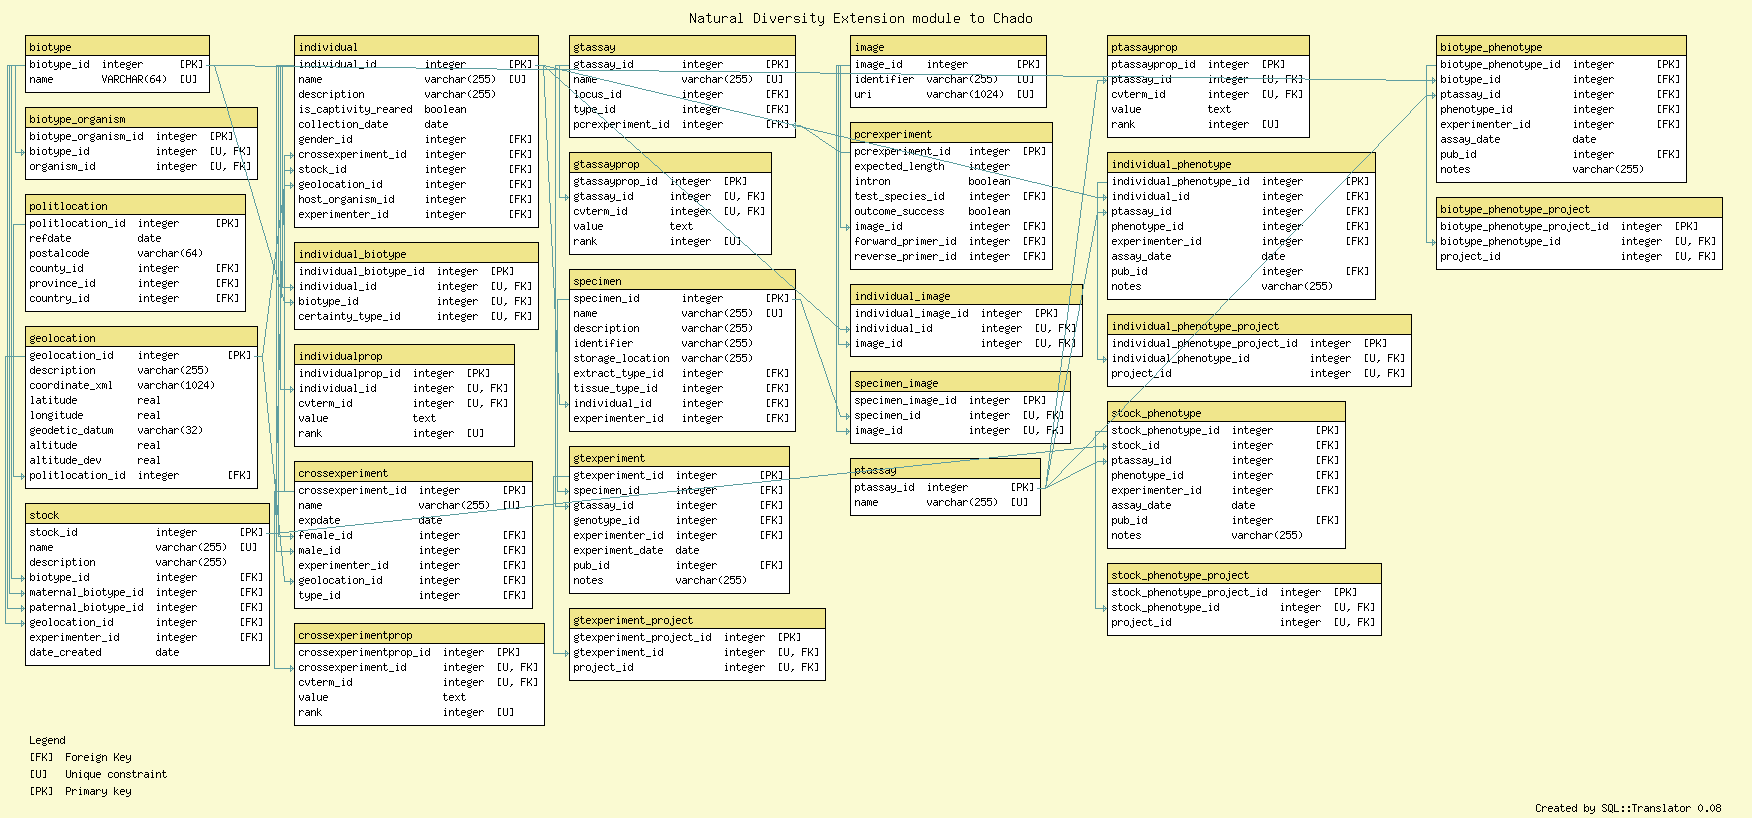 Natural Diversity Extension module to Chado
biotype
biotype_id integer [PK]
name VARCHAR(64) [U]
biotype_organism
biotype_organism_id integer [PK]
biotype_id integer [U, FK]
organism_id integer [U, FK]
politlocation
politlocation_id integer [PK]
refdate date
postalcode varchar(64)
county_id integer [FK]
province_id integer [FK]
country_id integer [FK]
geolocation
geolocation_id integer [PK]
description varchar(255)
coordinate_xml varchar(1024)
latitude real
longitude real
geodetic_datum varchar(32)
altitude real
altitude_dev real
politlocation_id integer [FK]
stock
stock_id integer [PK]
name varchar(255) [U]
description varchar(255)
biotype_id integer [FK]
maternal_biotype_id integer [FK]
paternal_biotype_id integer [FK]
geolocation_id integer [FK]
experimenter_id integer [FK]
date_created date
individual
individual_id integer [PK]
name varchar(255) [U]
description varchar(255)
is_captivity_reared boolean
collection_date date
gender_id integer [FK]
crossexperiment_id integer [FK]
stock_id integer [FK]
geolocation_id integer [FK]
host_organism_id integer [FK]
experimenter_id integer [FK]
individual_biotype
individual_biotype_id integer [PK]
individual_id integer [U, FK]
biotype_id integer [U, FK]
certainty_type_id integer [U, FK]
individualprop
individualprop_id integer [PK]
individual_id integer [U, FK]
cvterm_id integer [U, FK]
value text
rank integer [U]
crossexperiment
crossexperiment_id integer [PK]
name varchar(255) [U]
expdate date
female_id integer [FK]
male_id integer [FK]
experimenter_id integer [FK]
geolocation_id integer [FK]
type_id integer [FK]
crossexperimentprop
crossexperimentprop_id integer [PK]
crossexperiment_id integer [U, FK]
cvterm_id integer [U, FK]
value text
rank integer [U]
gtassay
gtassay_id integer [PK]
name varchar(255) [U]
locus_id integer [FK]
type_id integer [FK]
pcrexperiment_id integer [FK]
gtassayprop
gtassayprop_id integer [PK]
gtassay_id integer [U, FK]
cvterm_id integer [U, FK]
value text
rank integer [U]
specimen
specimen_id integer [PK]
name varchar(255) [U]
description varchar(255)
identifier varchar(255)
storage_location varchar(255)
extract_type_id integer [FK]
tissue_type_id integer [FK]
individual_id integer [FK]
experimenter_id integer [FK]
gtexperiment
gtexperiment_id integer [PK]
specimen_id integer [FK]
gtassay_id integer [FK]
genotype_id integer [FK]
experimenter_id integer [FK]
experiment_date date
pub_id integer [FK]
notes varchar(255)
gtexperiment_project
gtexperiment_project_id integer [PK]
gtexperiment_id integer [U, FK]
project_id integer [U, FK]
image
image_id integer [PK]
identifier varchar(255) [U]
uri varchar(1024) [U]
pcrexperiment
pcrexperiment_id integer [PK]
expected_length integer
intron boolean
test_species_id integer [FK]
outcome_success boolean
image_id integer [FK]
forward_primer_id integer [FK]
reverse_primer_id integer [FK]
individual_image
individual_image_id integer [PK]
individual_id integer [U, FK]
image_id integer [U, FK]
specimen_image
specimen_image_id integer [PK]
specimen_id integer [U, FK]
image_id integer [U, FK]
ptassay
ptassay_id integer [PK]
name varchar(255) [U]
ptassayprop
ptassayprop_id integer [PK]
ptassay_id integer [U, FK]
cvterm_id integer [U, FK]
value text
rank integer [U]
individual_phenotype
individual_phenotype_id integer [PK]
individual_id integer [FK]
ptassay_id integer [FK]
phenotype_id integer [FK]
experimenter_id integer [FK]
assay_date date
pub_id integer [FK]
notes varchar(255)
individual_phenotype_project
individual_phenotype_project_id integer [PK]
individual_phenotype_id integer [U, FK]
project_id integer [U, FK]
stock_phenotype
stock_phenotype_id integer [PK]
stock_id integer [FK]
ptassay_id integer [FK]
phenotype_id integer [FK]
experimenter_id integer [FK]
assay_date date
pub_id integer [FK]
notes varchar(255)
stock_phenotype_project
stock_phenotype_project_id integer [PK]
stock_phenotype_id integer [U, FK]
project_id integer [U, FK]
biotype_phenotype
biotype_phenotype_id integer [PK]
biotype_id integer [FK]
ptassay_id integer [FK]
phenotype_id integer [FK]
experimenter_id integer [FK]
assay_date date
pub_id integer [FK]
notes varchar(255)
biotype_phenotype_project
biotype_phenotype_project_id integer [PK]
biotype_phenotype_id integer [U, FK]
project_id integer [U, FK]
Legend
[FK] Foreign Key
[U] Unique constraint
[PK] Primary key
Created by SQL::Translator 0.08